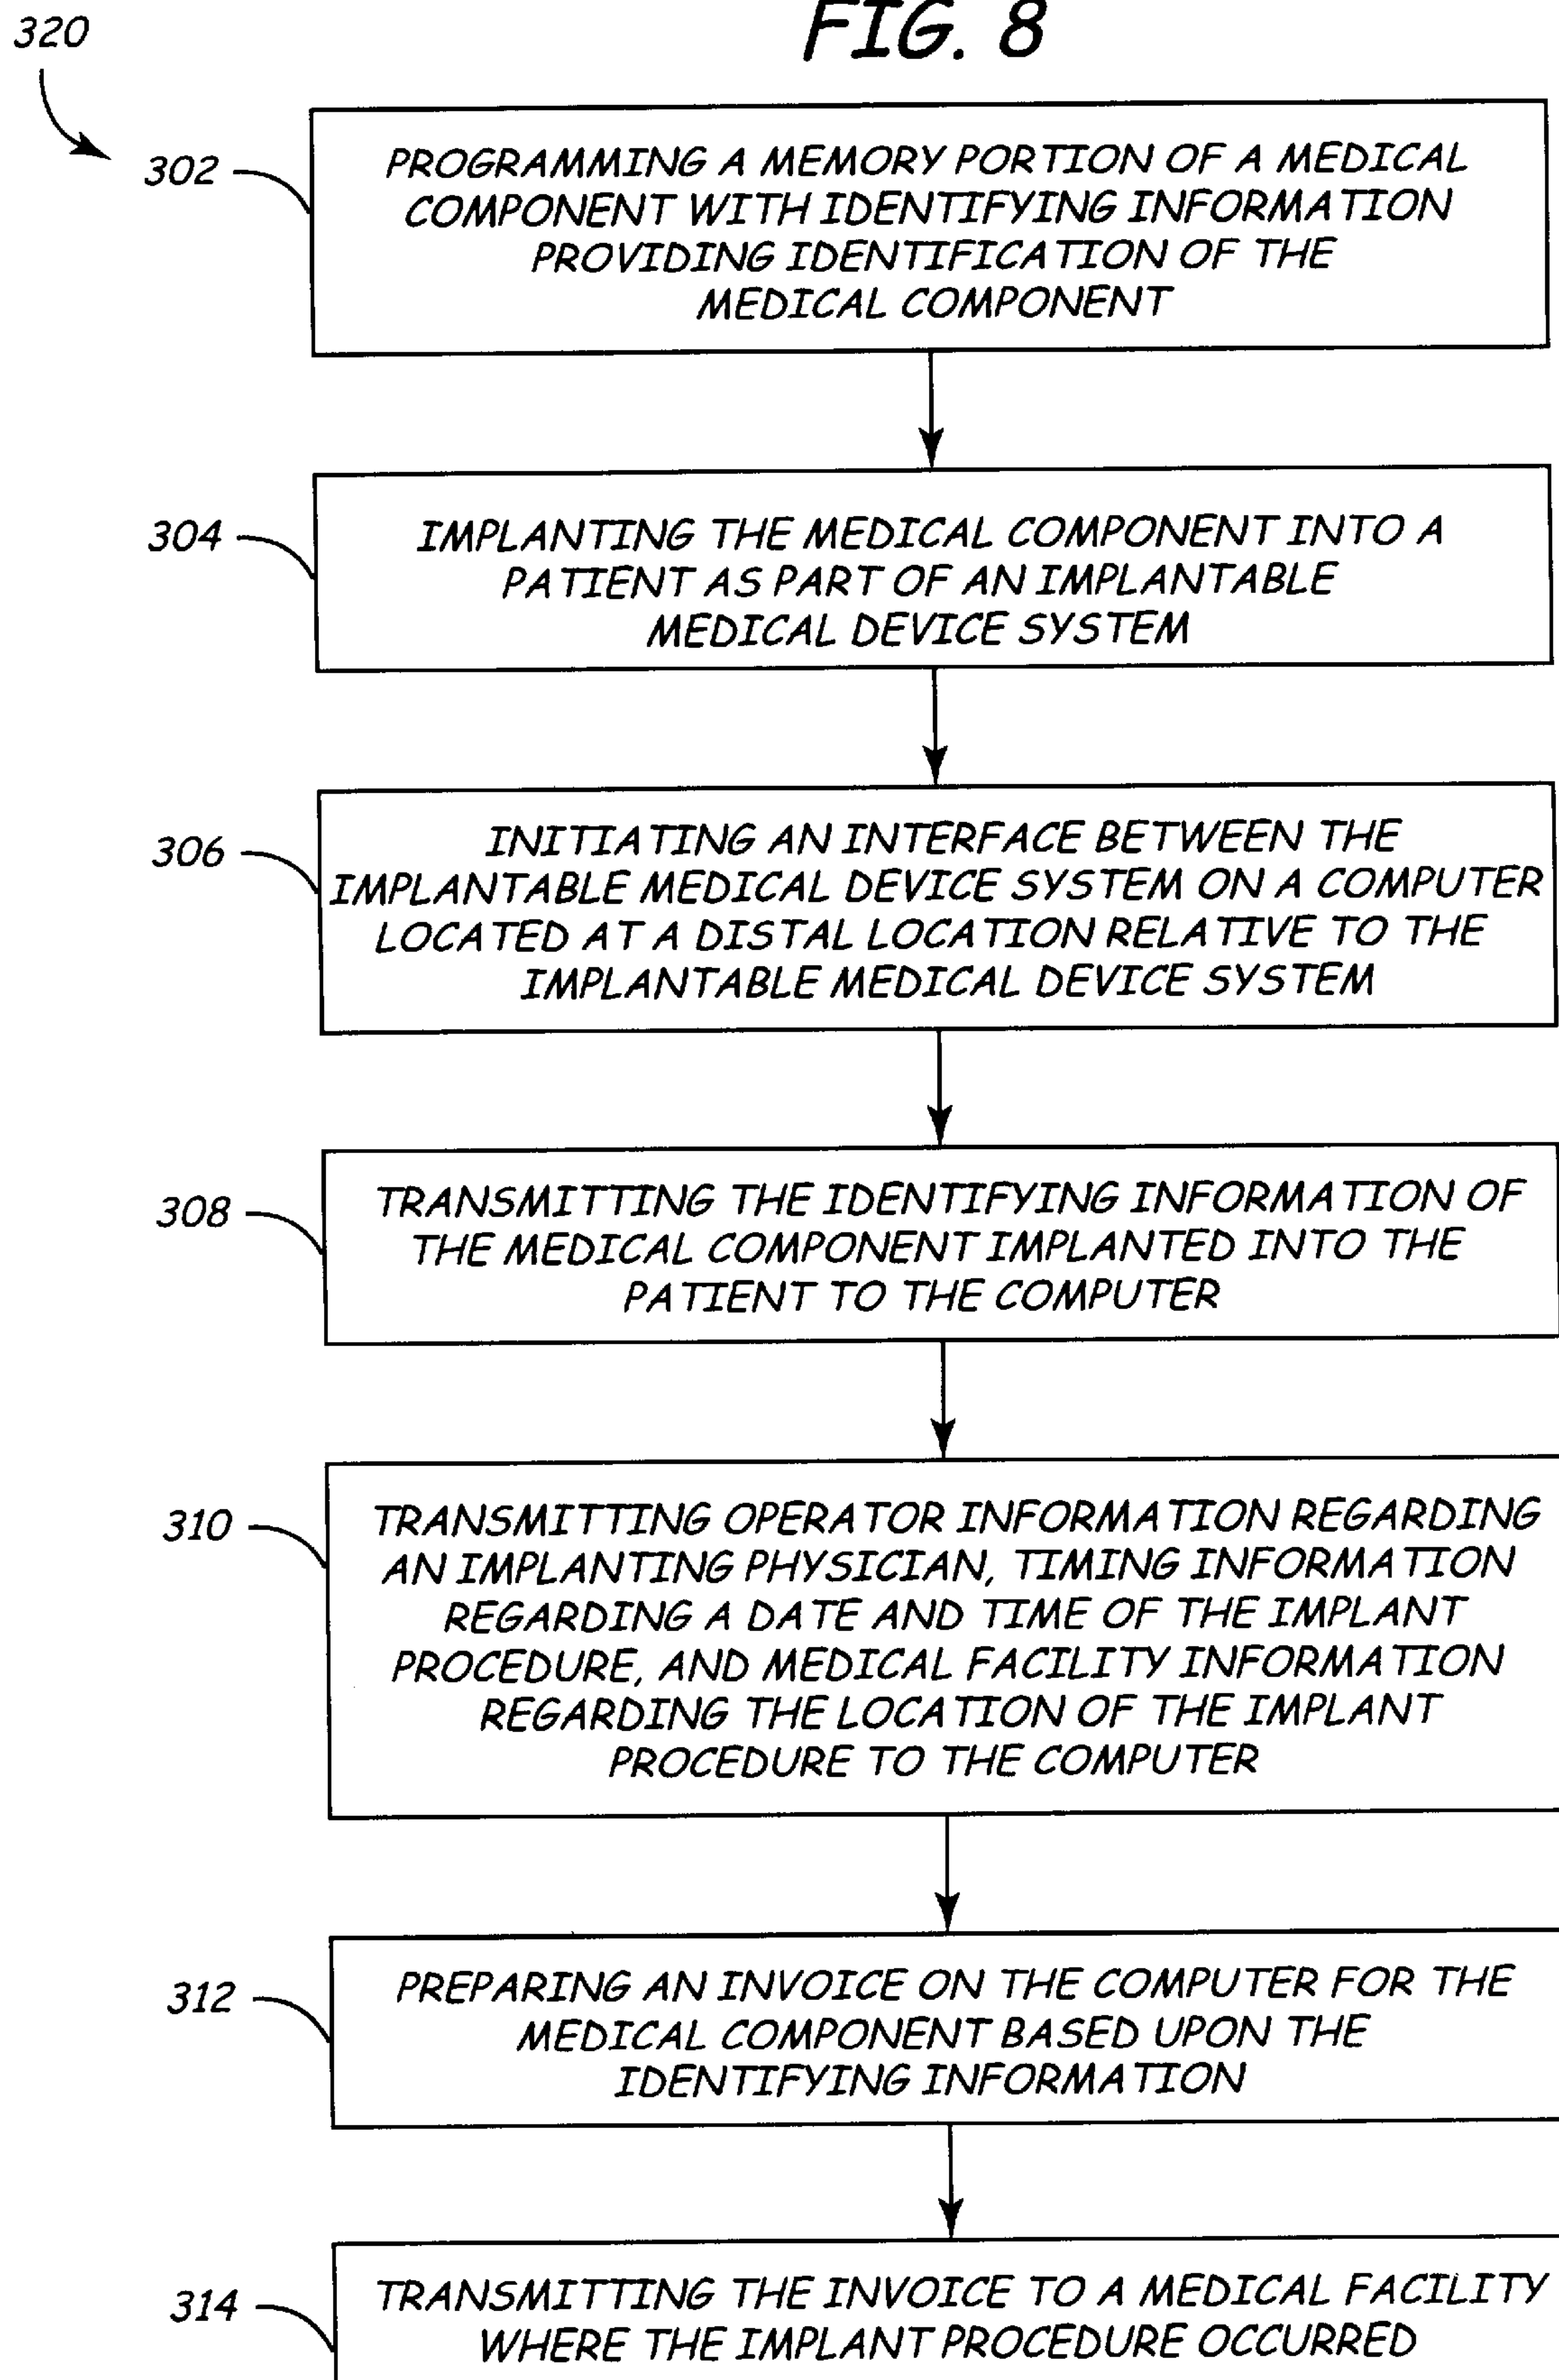 FIG. 8
320
302
PROGRAMMING A MEMORY PORTION OF A MEDICAL
COMPONENT WITH IDENTIFYING INFORMATION
PROVIDING IDENTIFICATION OF THE
MEDICAL COMPONENT
304
IMPLANTING THE MEDICAL COMPONENT INTO A
PATIENT AS PART OF AN IMPLANTABLE
MEDICAL DEVICE SYSTEM
306
INITIATING AN INTERFACE BETWEEN THE
IMPLANTABLE MEDICAL DEVICE SYSTEM ON A COMPUTER
LOCATED AT A DISTAL LOCATION RELATIVE TO THE
IMPLANTABLE MEDICAL DEVICE SYSTEM
308
TRANSMITTING THE IDENTIFYING INFORMATION OF
THE MEDICAL COMPONENT IMPLANTED INTO THE
PATIENT TO THE COMPUTER
310
TRANSMITTING OPERATOR INFORMATION REGARDING
AN IMPLANTING PHYSICIAN, TIMING INFORMATION
REGARDING A DATE AND TIME OF THE IMPLANT
PROCEDURE, AND MEDICAL FACILITY INFORMATION
REGARDING THE LOCATION OF THE IMPLANT
PROCEDURE TO THE COMPUTER
312
PREPARING AN INVOICE ON THE COMPUTER FOR THE
MEDICAL COMPONENT BASED UPON THE
IDENTIFYING INFORMATION
314
TRANSMITTING THE INVOICE TO A MEDICAL FACILITY
WHERE THE IMPLANT PROCEDURE OCCURRED